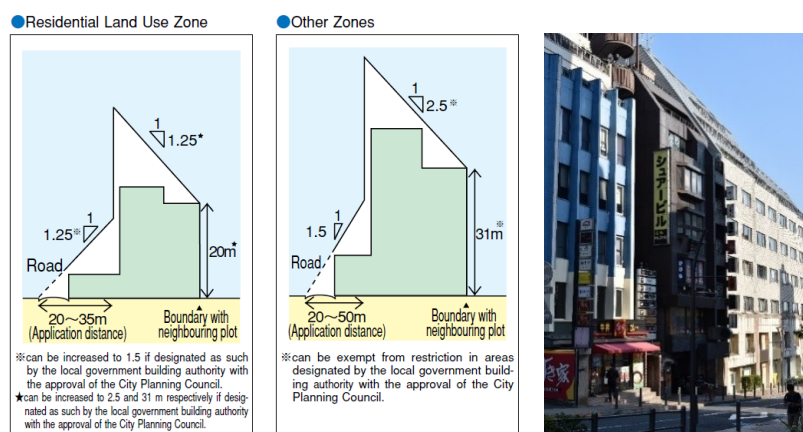 ●Residential Land Use Zone
1
1.25★
1
1.25※
20m★
Road
20～35m
(Application distance)
Boundary with
neighbouring plot
※can be increased to 1.5 if designated as such
by the local government building authority with
the approval of the City Planning Council.
★can be increased to 2.5 and 31 m respectively if desig-
nated as such by the local government building authority
with the approval of the City Planning Council.
●Other Zones
1
2.5※
1
1.5
31m※
Road
20～50m
(Application distance)
Boundary with
neighbouring plot
※can be exempt from restriction in areas
designated by the local government build-
ing authority with the approval of the City
Planning Council.
シュアービル
すき家